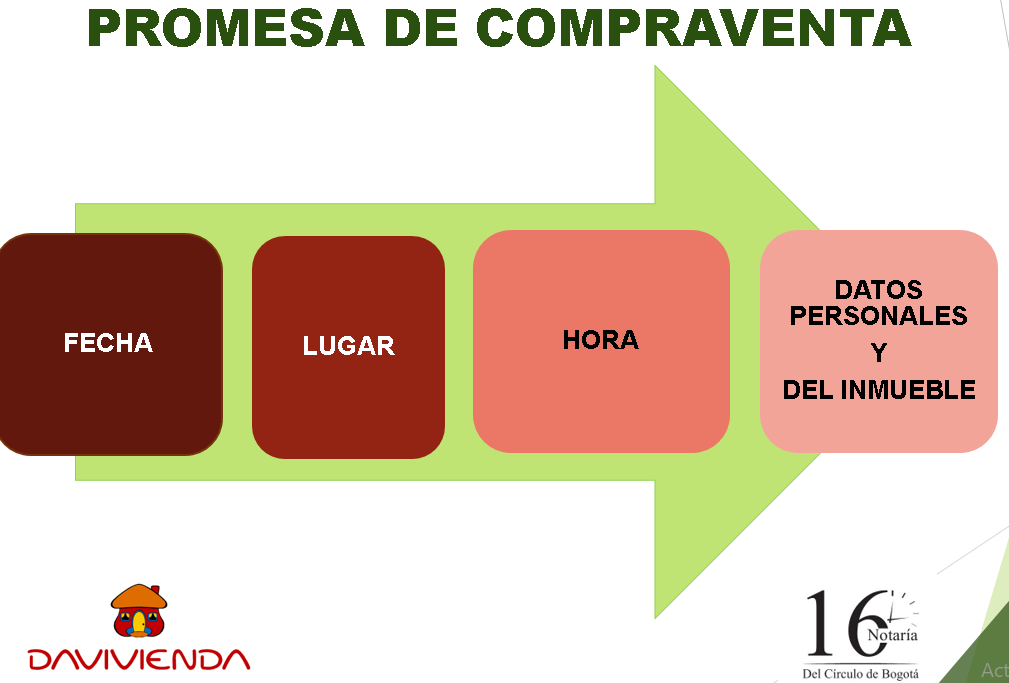 PROMESA DE COMPRAVENTA
FECHA
LUGAR
HORA
DATOS
PERSONALES
Y
DEL INMUEBLE
DAVIVIENDA
16
Notaría
Del Círculo de Bogotá
Act